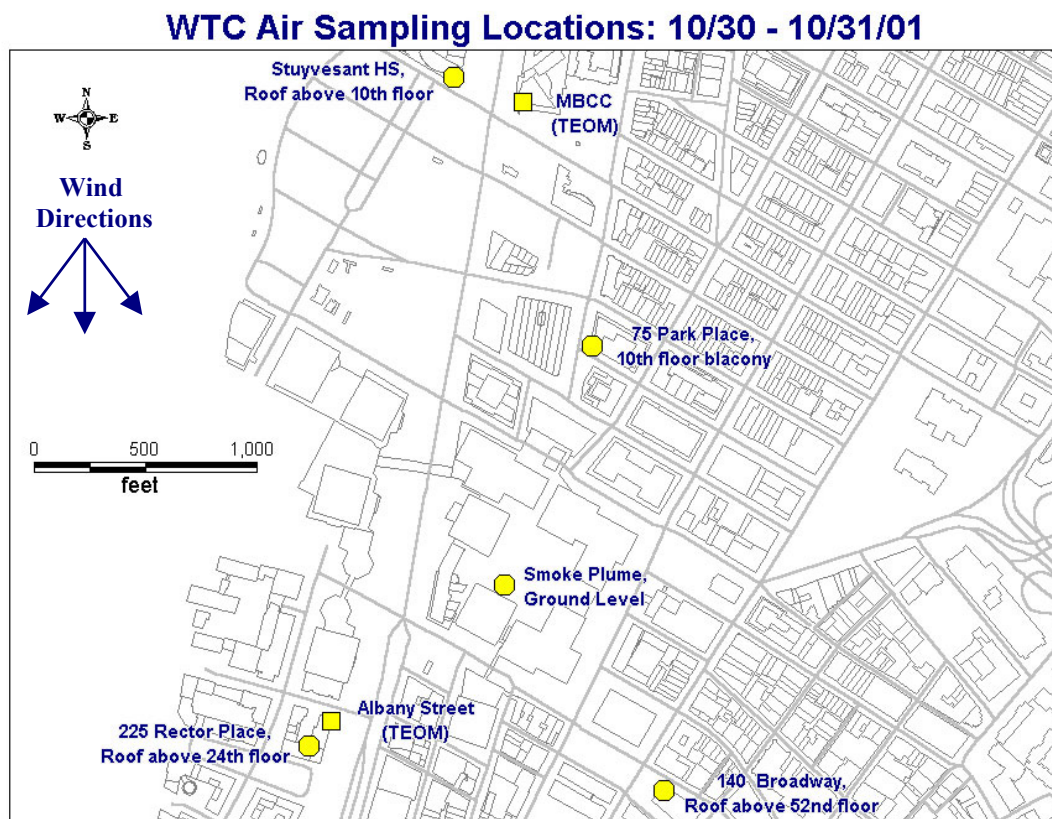 WTC Air Sampling Locations: 10/30 - 10/31/01
Stuyvesant HS,
Roof above 10th floor
MBCC
(TEOM)
N
W E
S
Wind
Directions
75 Park Place,
10th floor blacony
0 500 1,000
feet
Smoke Plume,
Ground Level
Albany Street
(TEOM)
225 Rector Place,
Roof above 24th floor
140 Broadway,
Roof above 52nd floor